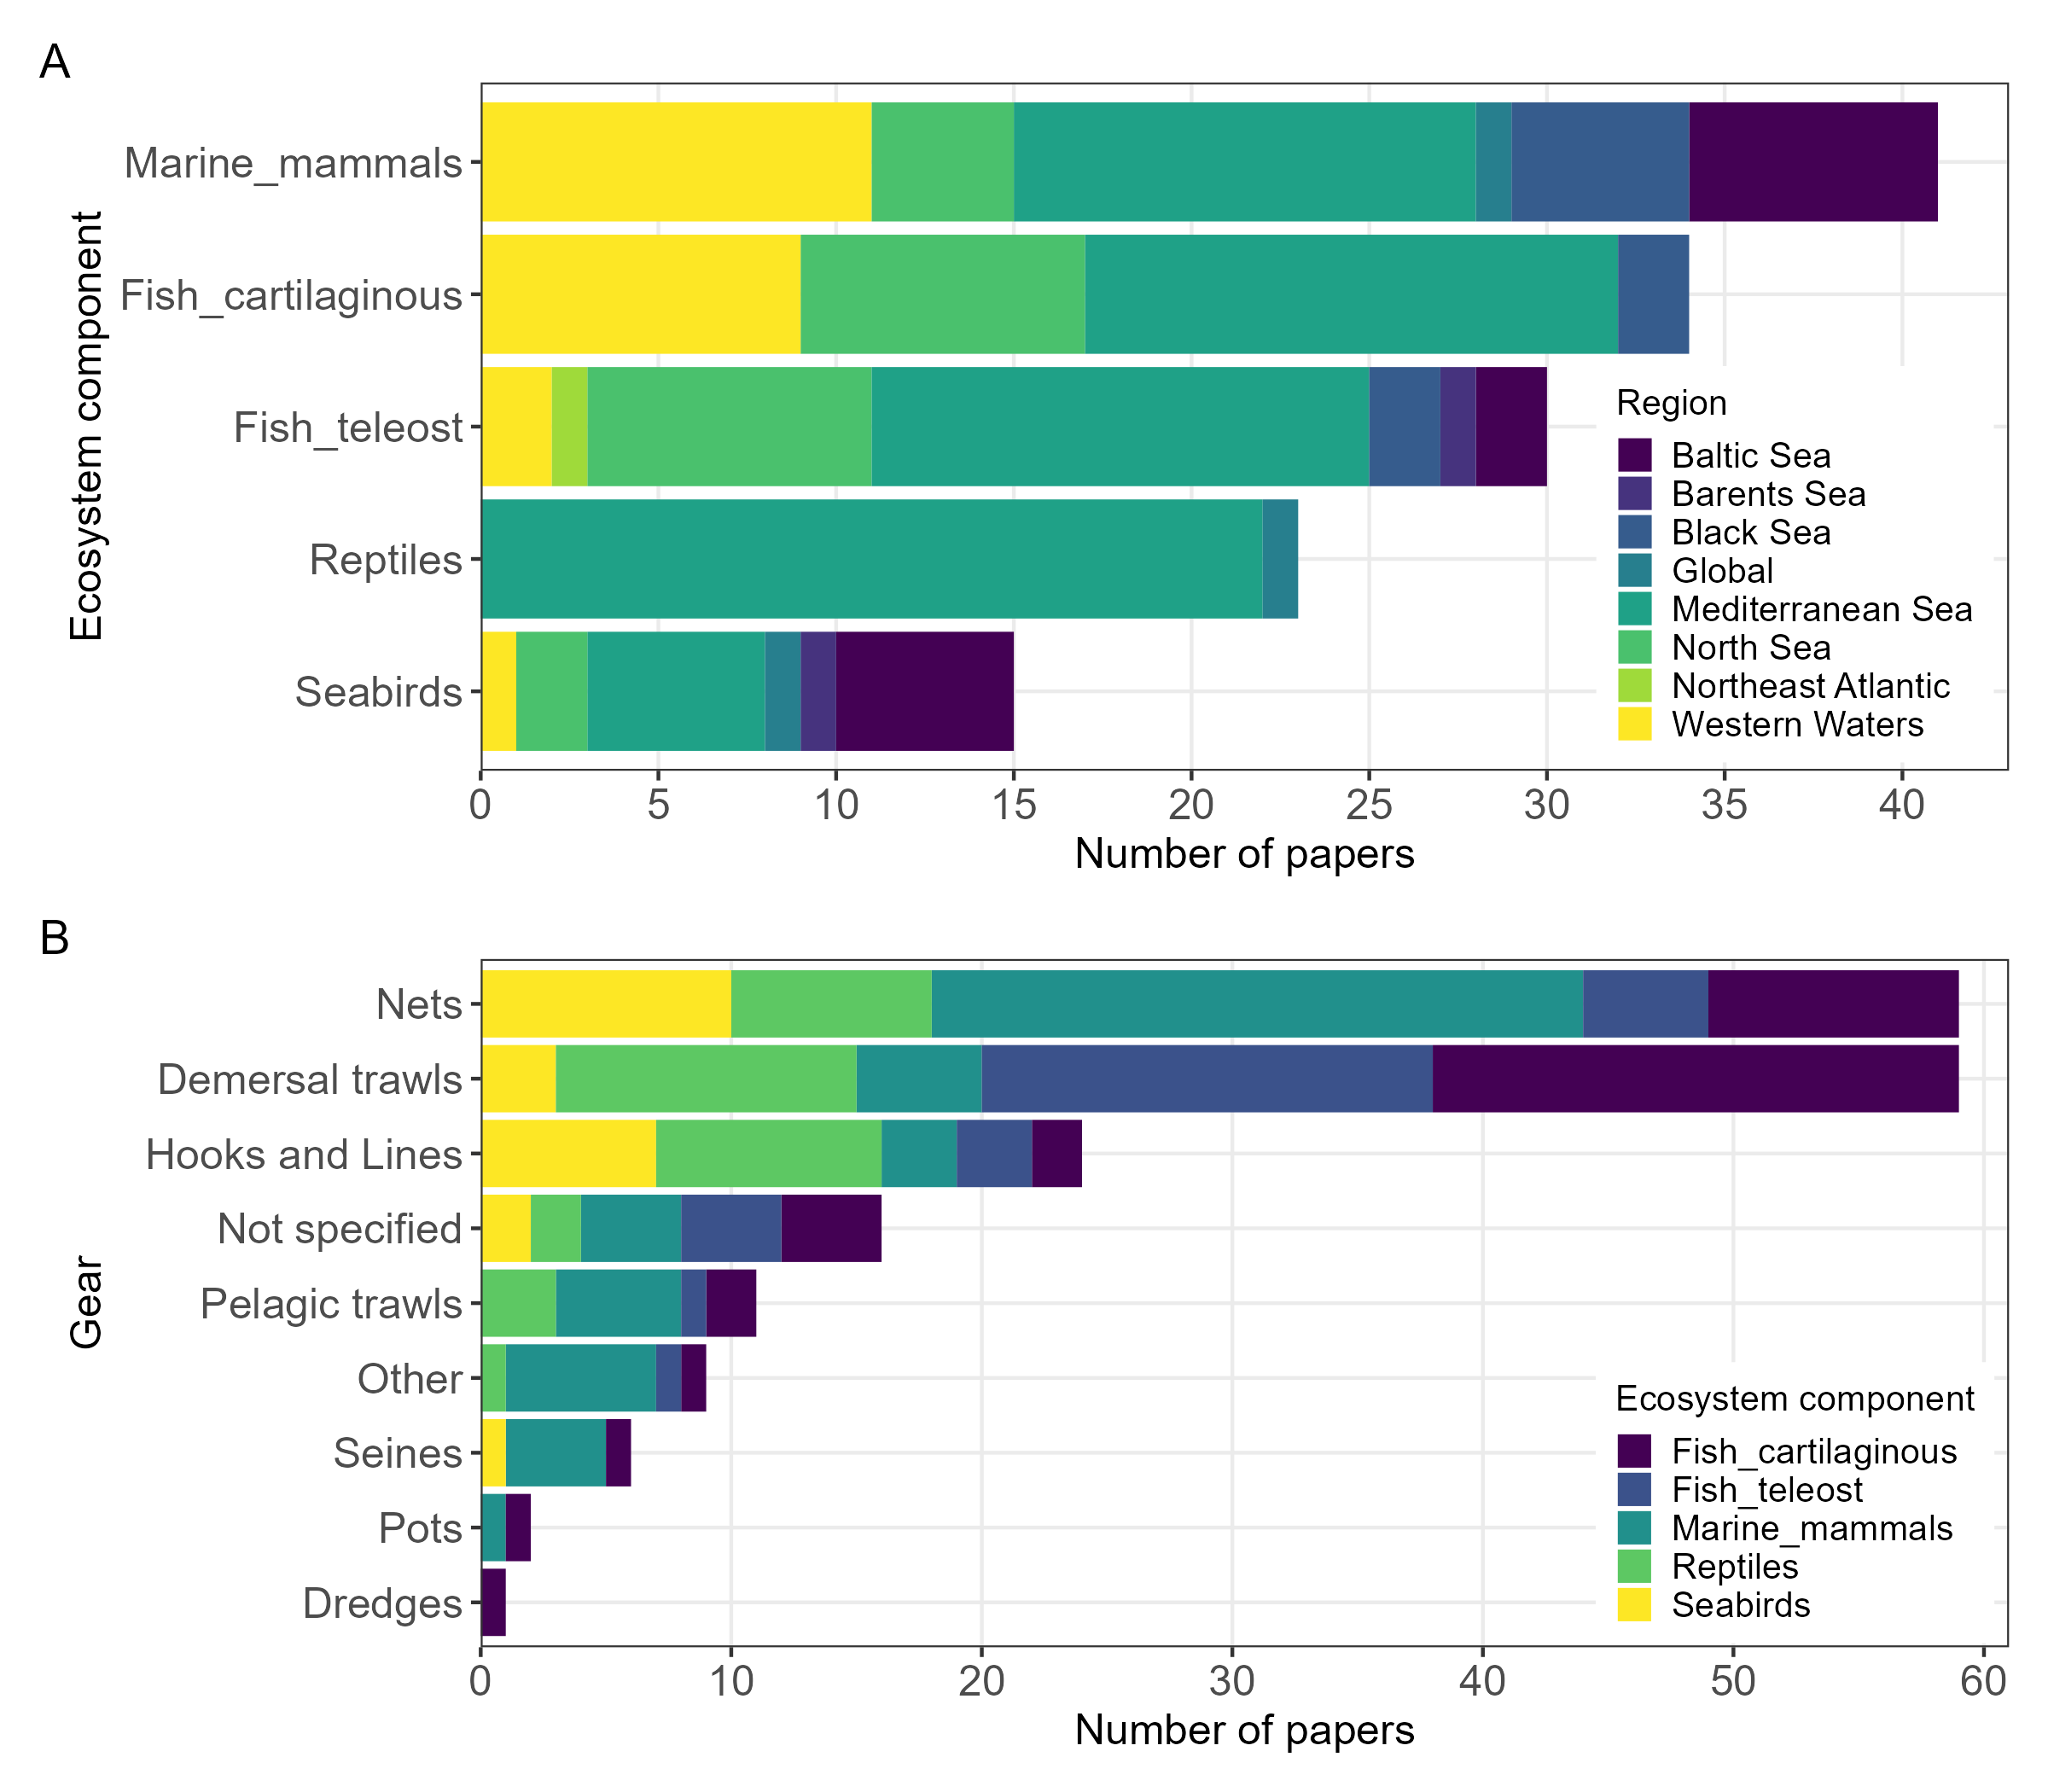 A
Ecosystem component
Marine_mammals
Fish_cartilaginous
Fish_teleost
Reptiles
Seabirds
Region
Baltic Sea
Barents Sea
Black Sea
Global
Mediterranean Sea
North Sea
Northeast Atlantic
Western Waters
0 5 10 15 20 25 30 35 40
Number of papers
B
Gear
Nets
Demersal trawls
Hooks and Lines
Not specified
Pelagic trawls
Other
Seines
Pots
Dredges
Ecosystem component
Fish_cartilaginous
Fish_teleost
Marine_mammals
Reptiles
Seabirds
0 10 20 30 40 50 60
Number of papers